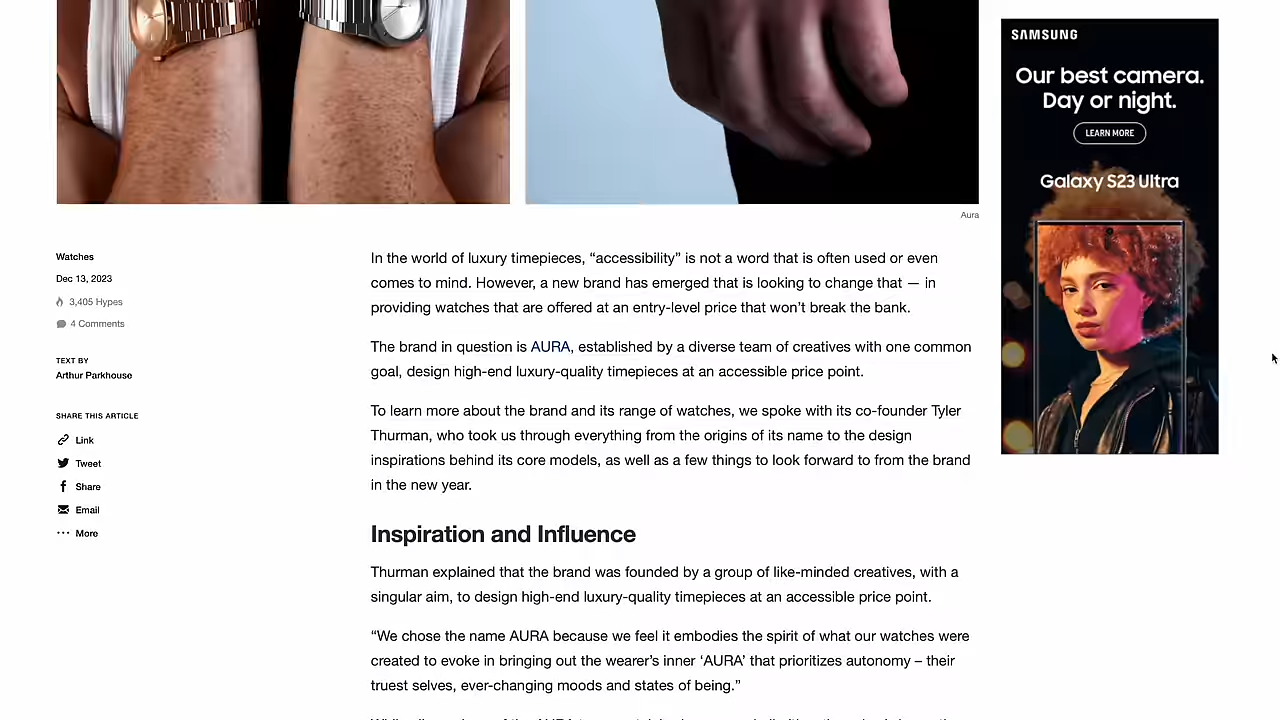 SAMSUNG
Our best camera.
Day or night.
LEARN MORE
Galaxy S23 Ultra
Aura
Watches
Dec 13, 2023
3,405 Hypes
4 Comments
TEXT BY
Arthur Parkhouse
SHARE THIS ARTICLE
Link
Tweet
Share
Email
More
In the world of luxury timepieces, “accessibility” is not a word that is often used or even
comes to mind. However, a new brand has emerged that is looking to change that — in
providing watches that are offered at an entry-level price that won’t break the bank.
The brand in question is AURA, established by a diverse team of creatives with one common
goal, design high-end luxury-quality timepieces at an accessible price point.
To learn more about the brand and its range of watches, we spoke with its co-founder Tyler
Thurman, who took us through everything from the origins of its name to the design
inspirations behind its core models, as well as a few things to look forward to from the brand
in the new year.
Inspiration and Influence
Thurman explained that the brand was founded by a group of like-minded creatives, with a
singular aim, to design high-end luxury-quality timepieces at an accessible price point.
“We chose the name AURA because we feel it embodies the spirit of what our watches were
created to evoke in bringing out the wearer’s inner ‘AURA’ that prioritizes autonomy – their
truest selves, ever-changing moods and states of being.”